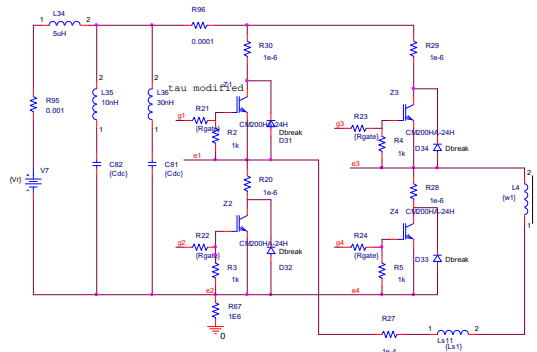 L34
1
2
5uH
R96
0.0001
R30
1e-6
R29
1e-6
2
2
L35
10nH
L36
30nH
1
1
tau modified
Z1
Z3
R95
0.001
g1
R21
{Rgate}
CM200HA-24H
R2
1k
Dbreak
D31
g3
R23
{Rgate}
CM200HA-24H
R4
1k
D34
Dbreak
e1
e3
C82
{Cdc}
C81
{Cdc}
V7
{Vr}
R20
1e-6
R28
1e-6
2
L4
{w1}
1
Z2
CM200HA-24H
Z4
CM200HA-24H
g2
R22
{Rgate}
Dbreak
R3
1k
D32
g4
R24
{Rgate}
R5
1k
D33
Dbreak
e2
e4
R67
1E6
0
R27
1e-4
1
2
Ls11
{Ls1}